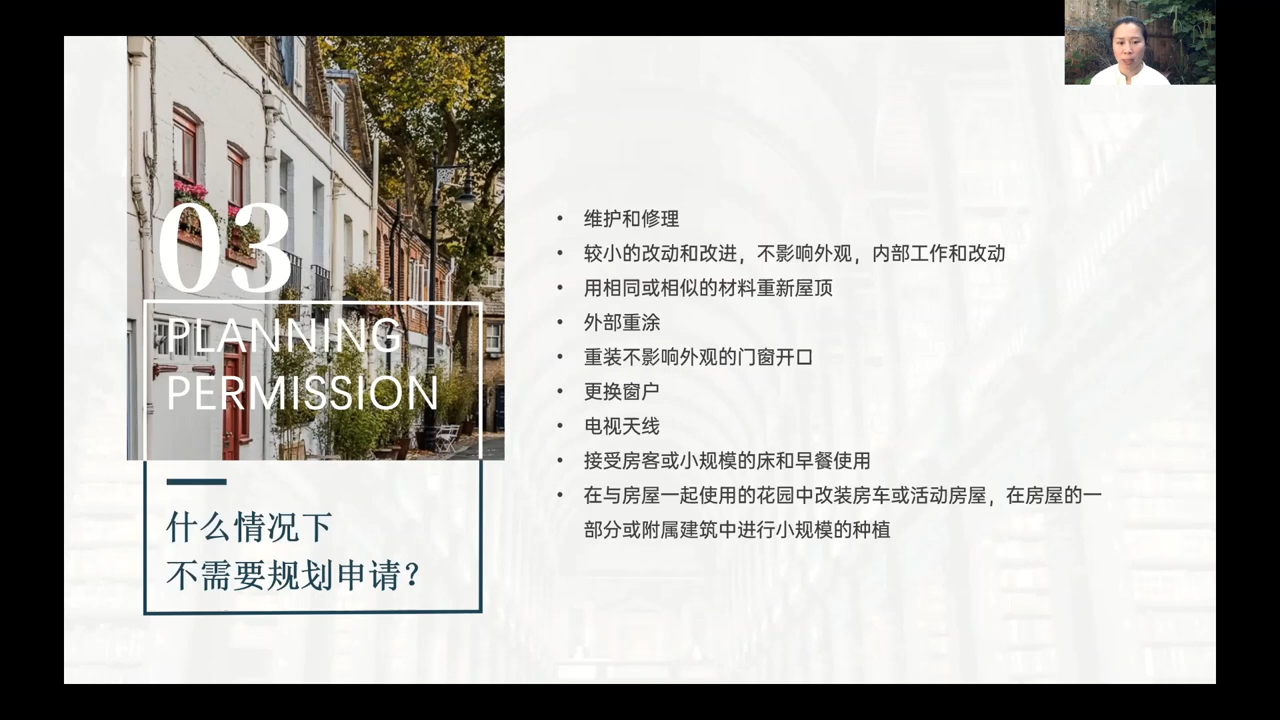 03
PLANNING
PERMISSION
什么情况下
不需要规划申请?
• 维护和修理
• 较小的改动和改进，不影响外观，内部工作和改动
• 用相同或相似的材料重新屋顶
• 外部重涂
• 重装不影响外观的门窗开口
• 更换窗户
• 电视天线
• 接受房客或小规模的床和早餐使用
• 在与房屋一起使用的花园中改装房车或活动房屋，在房屋的一
部分或附属建筑中进行小规模的种植